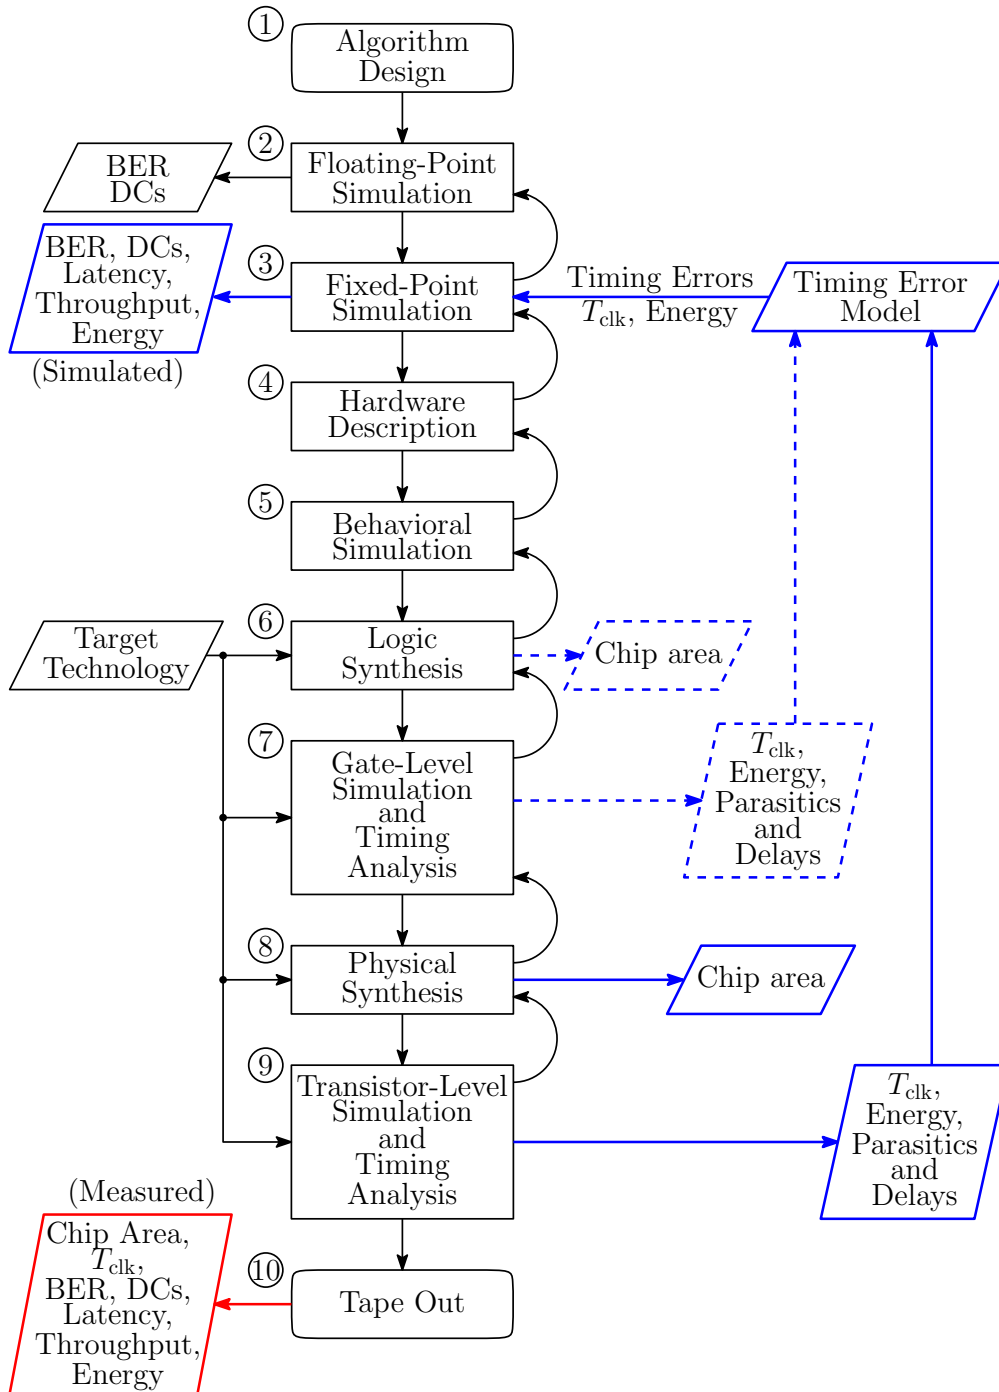 1
Algorithm
Design
2
Floating-Point
Simulation
BER
DCs
3
Fixed-Point
Simulation
BER, DCs,
Latency,
Throughput,
Energy
(Simulated)
Timing Errors
Tclk, Energy
Timing Error
Model
4
Hardware
Description
5
Behavioral
Simulation
6
Logic
Synthesis
Target
Technology
Chip area
7
Gate-Level
Simulation
and
Timing
Analysis
Tclk,
Energy,
Parasitics
and
Delays
8
Physical
Synthesis
Chip area
9
Transistor-Level
Simulation
and
Timing
Analysis
Tclk,
Energy,
Parasitics
and
Delays
(Measured)
Chip Area,
Tclk,
BER, DCs,
Latency,
Throughput,
Energy
10
Tape Out